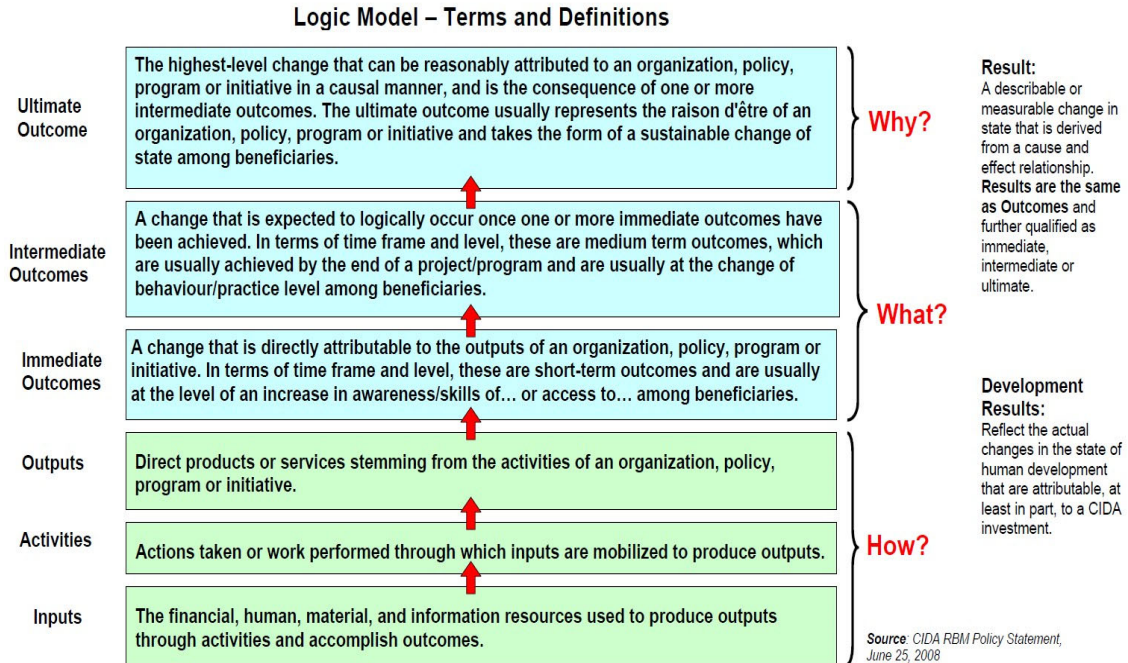 Logic Model – Terms and Definitions
Ultimate
Outcome
The highest-level change that can be reasonably attributed to an organization, policy,
program or initiative in a causal manner, and is the consequence of one or more
intermediate outcomes. The ultimate outcome usually represents the raison d'être of an
organization, policy, program or initiative and takes the form of a sustainable change of
state among beneficiaries.
Why?
Intermediate
Outcomes
A change that is expected to logically occur once one or more immediate outcomes have
been achieved. In terms of time frame and level, these are medium term outcomes, which
are usually achieved by the end of a project/program and are usually at the change of
behaviour/practice level among beneficiaries.
What?
Immediate
Outcomes
A change that is directly attributable to the outputs of an organization, policy, program or
initiative. In terms of time frame and level, these are short-term outcomes and are usually
at the level of an increase in awareness/skills of… or access to… among beneficiaries.
Outputs
Direct products or services stemming from the activities of an organization, policy,
program or initiative.
Activities
Actions taken or work performed through which inputs are mobilized to produce outputs.
How?
Inputs
The financial, human, material, and information resources used to produce outputs
through activities and accomplish outcomes.
Result:
A describable or
measurable change in
state that is derived
from a cause and
effect relationship.
Results are the same
as Outcomes and
further qualified as
immediate,
intermediate or
ultimate.
Development
Results:
Reflect the actual
changes in the state of
human development
that are attributable, at
least in part, to a CIDA
investment.
Source: CIDA RBM Policy Statement,
June 25, 2008